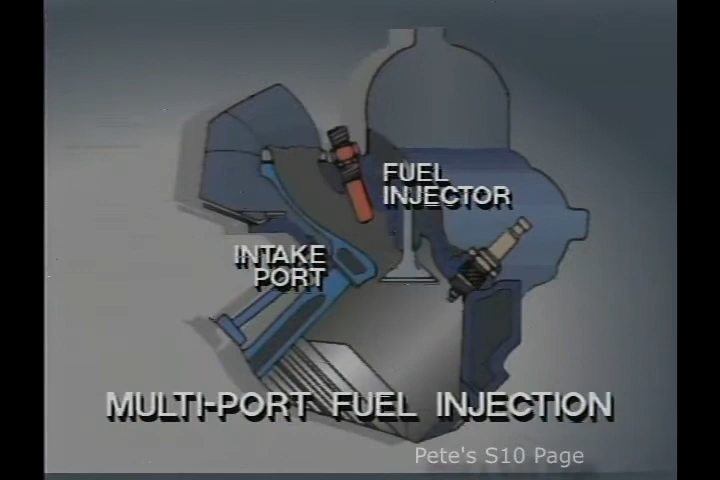 FUEL
INJECTOR
INTAKE
PORT
MULTI-PORT FUEL INJECTION
Pete's S10 Page